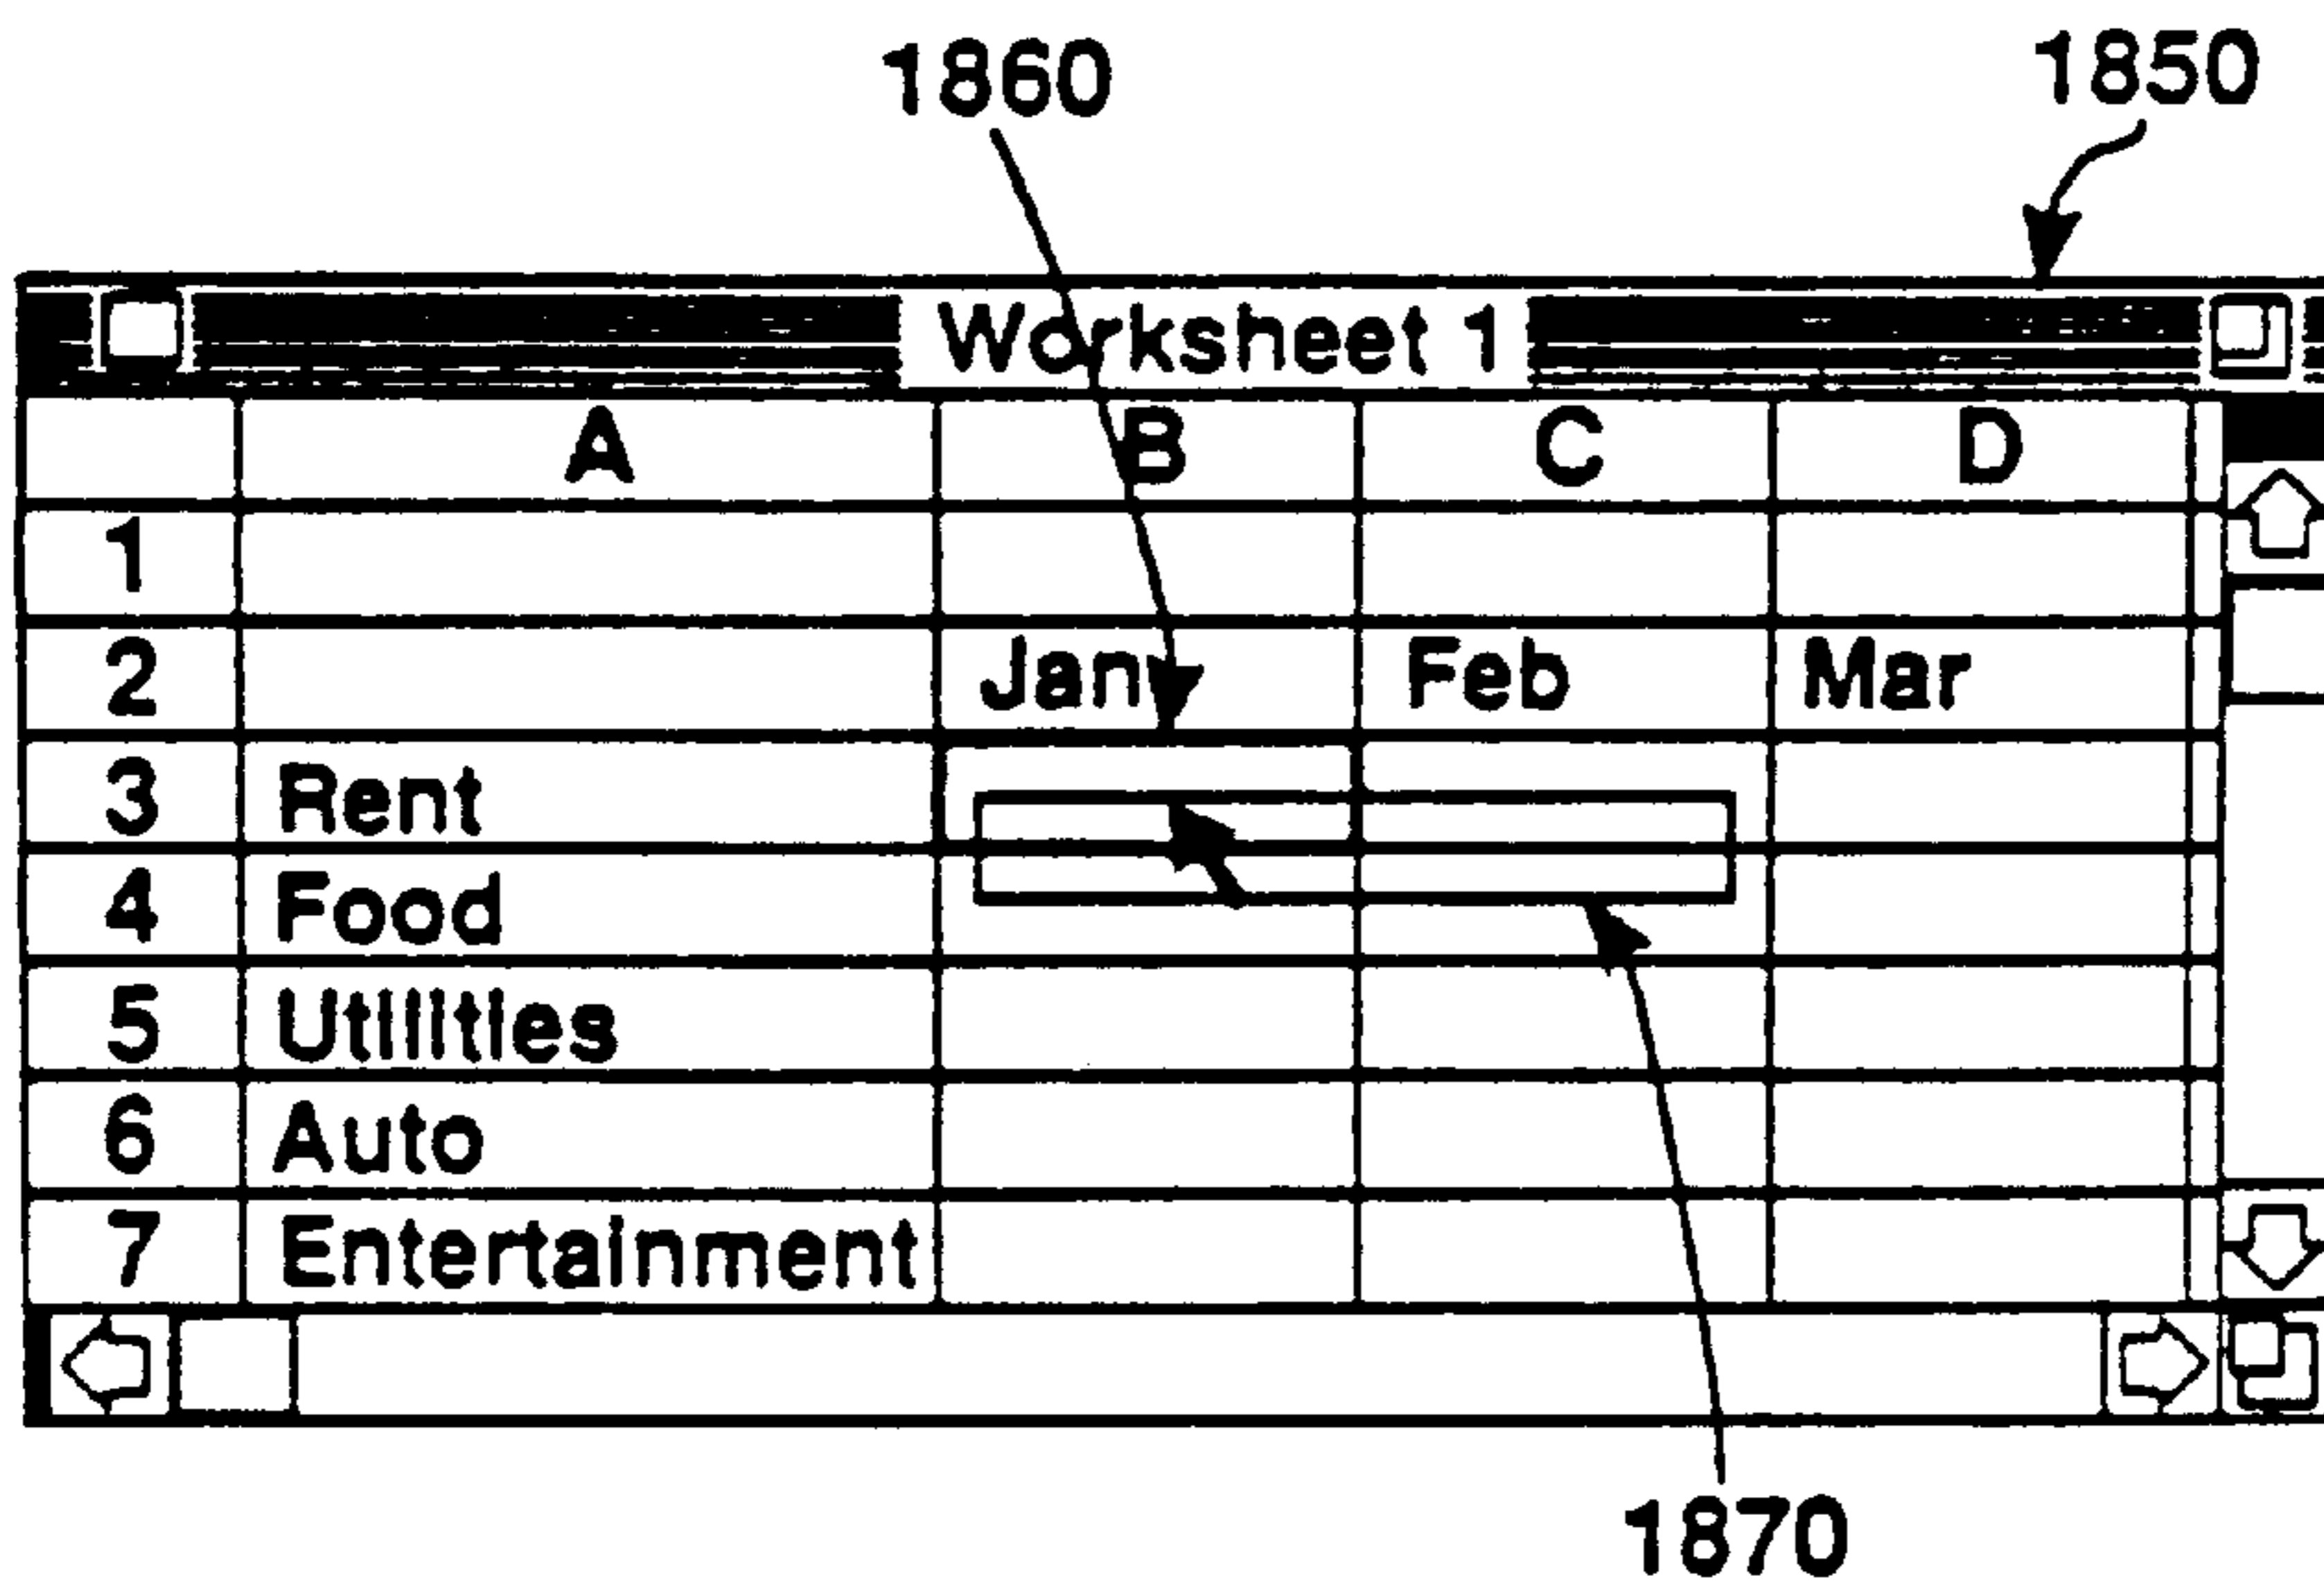 1860 1850
Worksheet 1
A B C D
1
2 Jan Feb Mar
3 Rent
4 Food
5 Utilities
6 Auto
7 Entertainment
1870